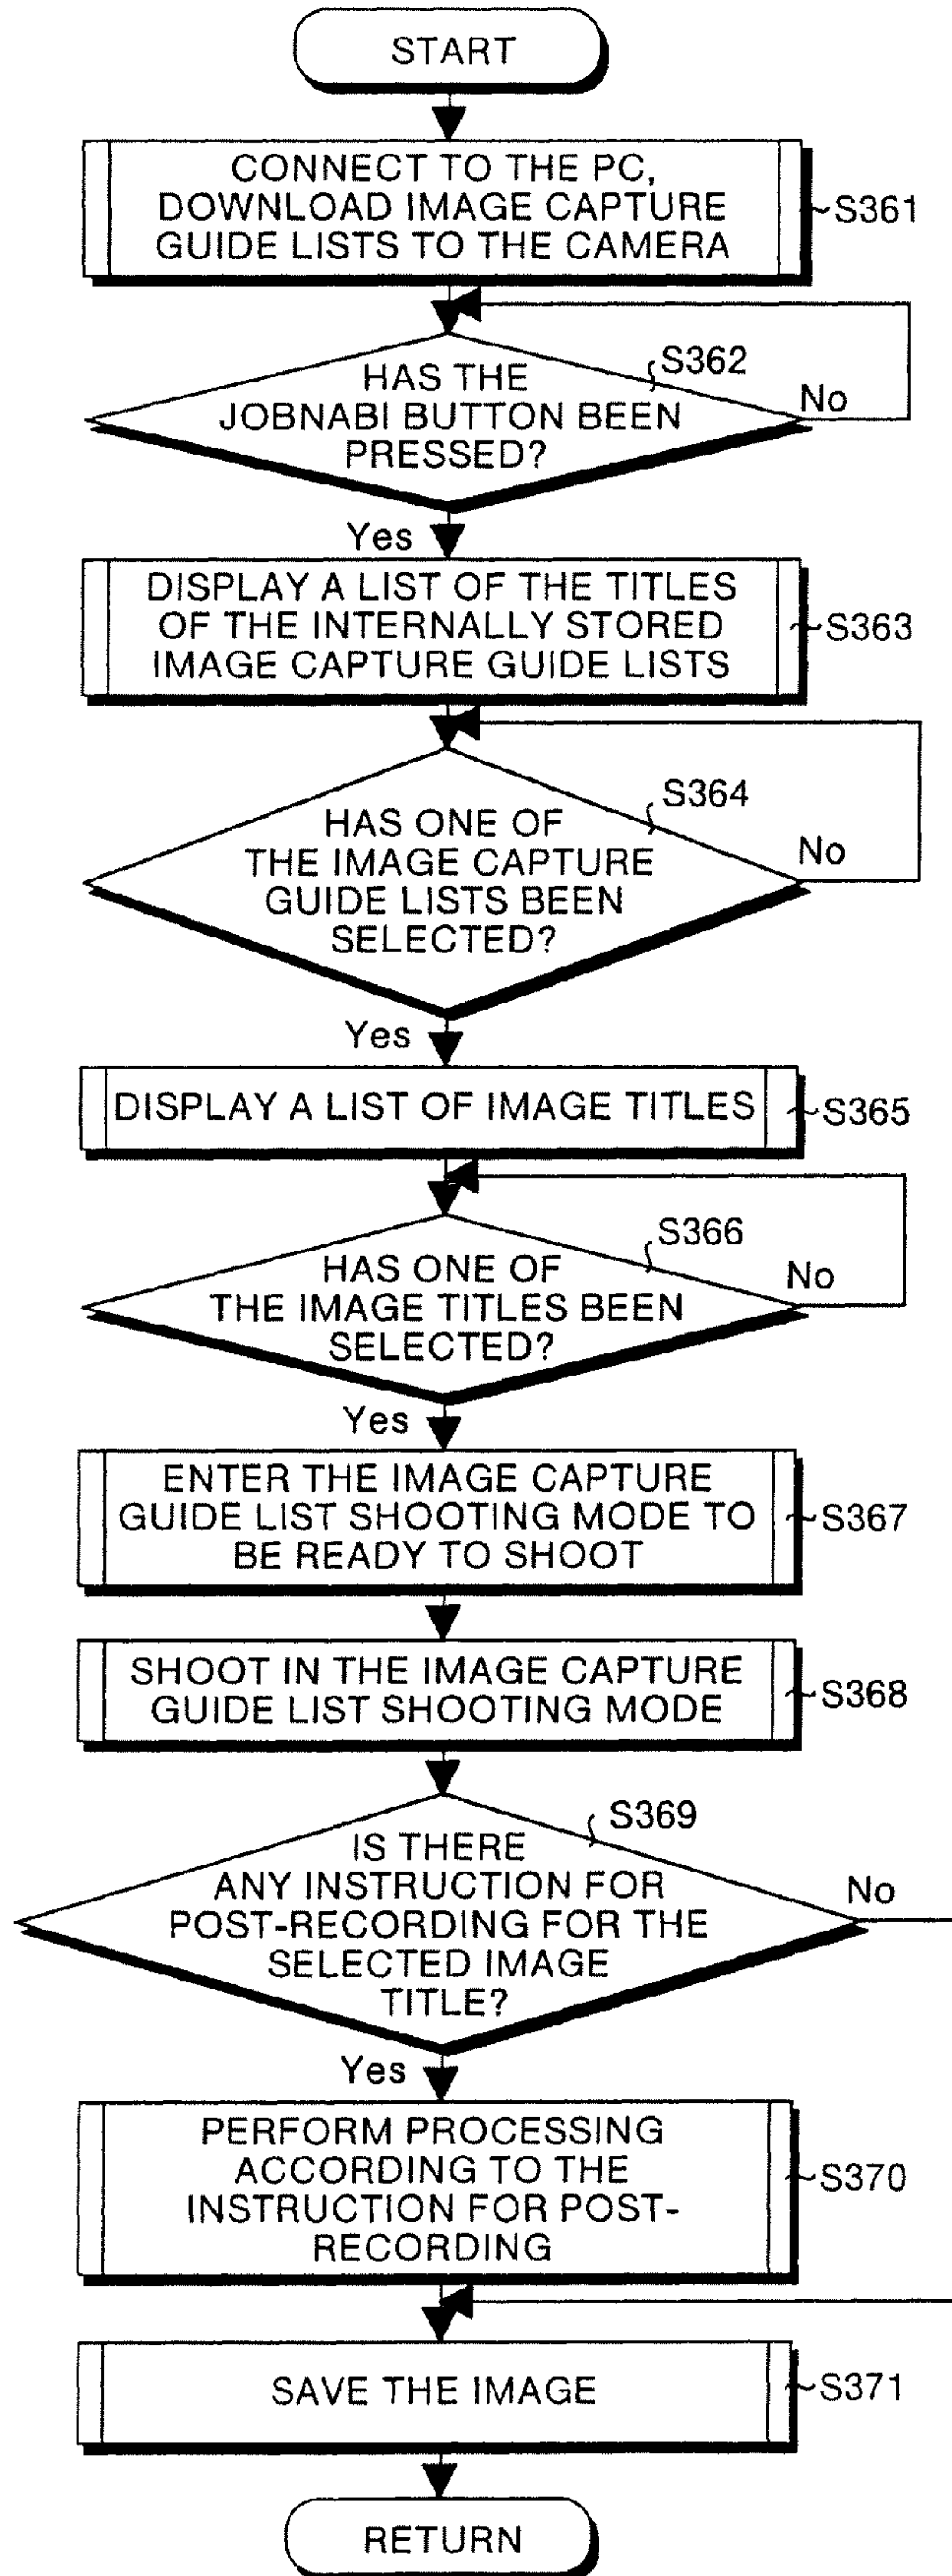 START
CONNECT TO THE PC,
DOWNLOAD IMAGE CAPTURE
GUIDE LISTS TO THE CAMERA
S361
S362
HAS THE
JOBNABI BUTTON BEEN
PRESSED?
No
Yes
DISPLAY A LIST OF THE TITLES
OF THE INTERNALLY STORED
IMAGE CAPTURE GUIDE LISTS
S363
S364
HAS ONE OF
THE IMAGE CAPTURE
GUIDE LISTS BEEN
SELECTED?
No
Yes
DISPLAY A LIST OF IMAGE TITLES
S365
S366
HAS ONE OF
THE IMAGE TITLES BEEN
SELECTED?
No
Yes
ENTER THE IMAGE CAPTURE
GUIDE LIST SHOOTING MODE TO
BE READY TO SHOOT
S367
SHOOT IN THE IMAGE CAPTURE
GUIDE LIST SHOOTING MODE
S368
S369
IS THERE
ANY INSTRUCTION FOR
POST-RECORDING FOR THE
SELECTED IMAGE
TITLE?
No
Yes
PERFORM PROCESSING
ACCORDING TO THE
INSTRUCTION FOR POST-
RECORDING
S370
SAVE THE IMAGE
S371
RETURN